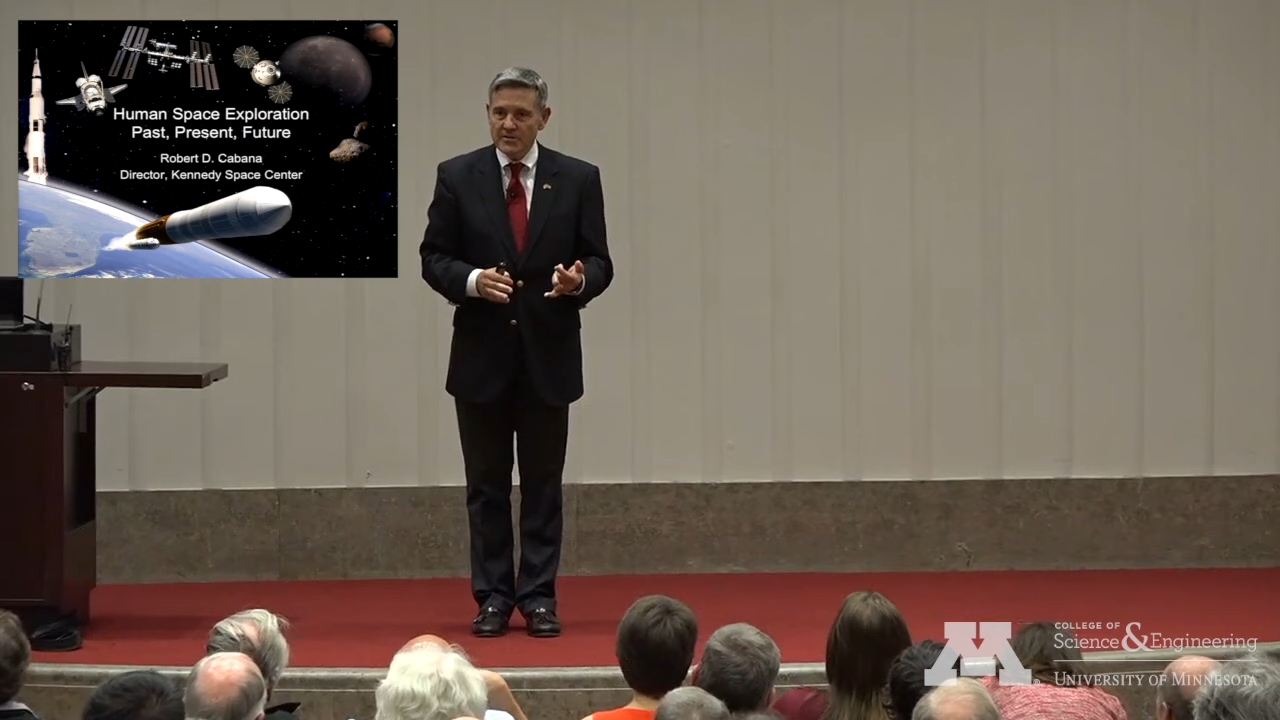 Human Space Exploration
Past, Present, Future
Robert D. Cabana
Director, Kennedy Space Center
COLLEGE OF
Science & Engineering
M
UNIVERSITY OF MINNESOTA